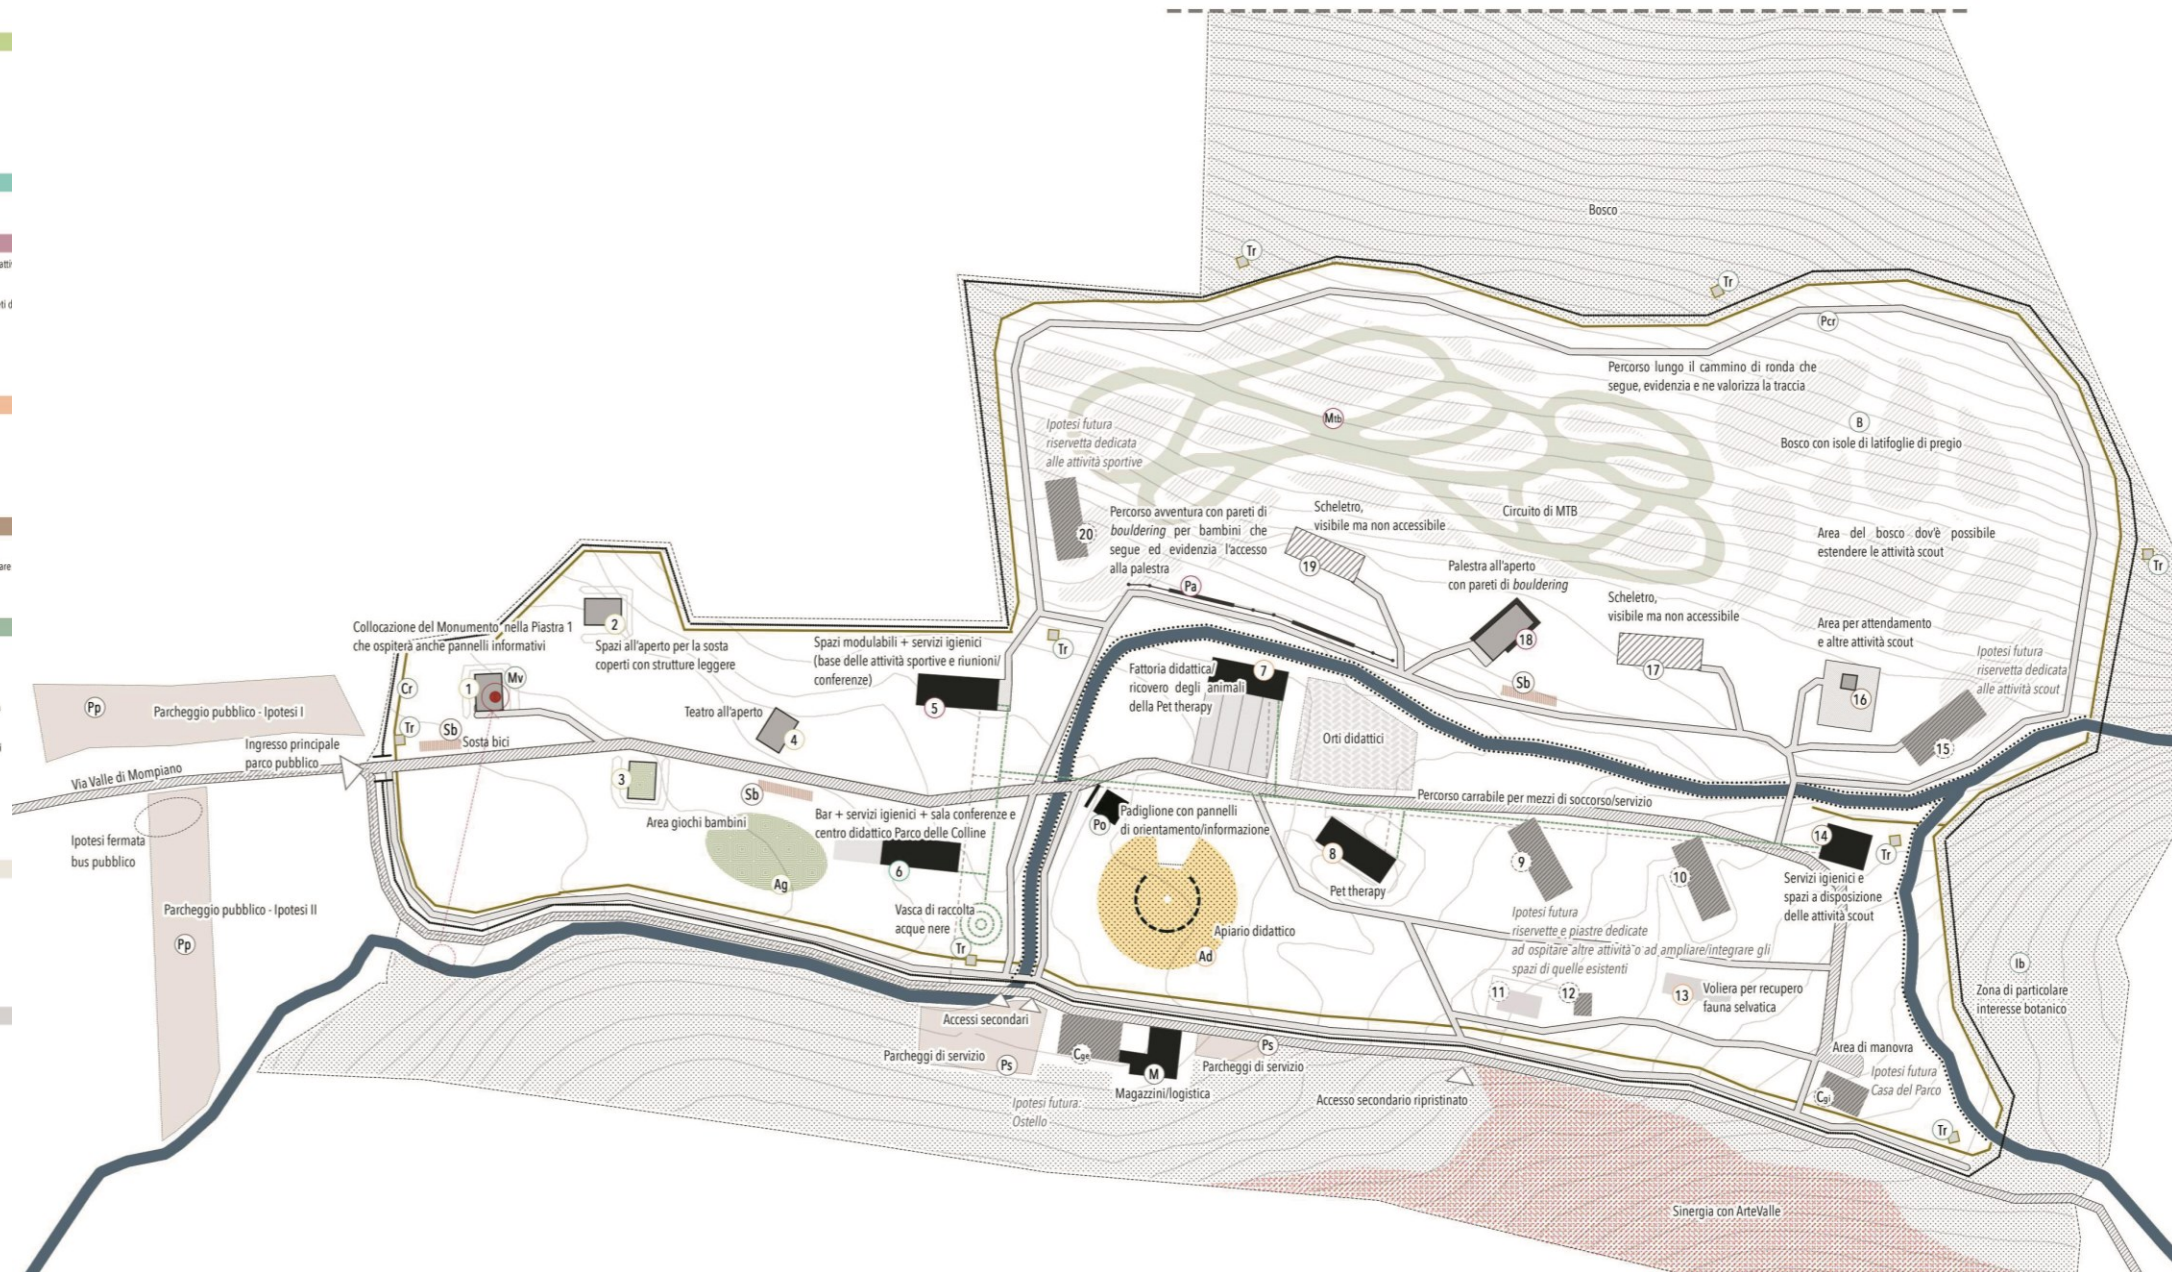 Bosco
Tr
Tr
Pcr
Percorso lungo il cammino di ronda che
segue, evidenzia e ne valorizza la traccia
Mtb
B
Bosco con isole di latifoglie di pregio
Ipotesi futura
riservetta dedicata
alle attività sportive
20
Percorso avventura con pareti di
bouldering per bambini che
segue ed evidenzia l'accesso
alla palestra
Pa
Scheletro,
visibile ma non accessibile
19
Circuito di MTB
Area del bosco dov'è possibile
estendere le attività scout
Tr
Palestra all'aperto
con pareti di bouldering
18
Scheletro,
visibile ma non accessibile
17
Area per attendamento
e altre attività scout
16
Ipotesi futura
riservetta dedicata
alle attività scout
15
Collocazione del Monumento nella Piastra 1
che ospiterà anche pannelli informativi
2
Spazi all'aperto per la sosta
coperti con strutture leggere
Spazi modulabili + servizi igienici
(base delle attività sportive e riunioni/
conferenze)
5
Tr
Fattoria didattica/
ricovero degli animali
della Pet therapy
7
Sb
Cr
1
Mv
Pp
Parcheggio pubblico - Ipotesi I
Tr
Sb
Sosta bici
Teatro all'aperto
4
Orti didattici
Ingresso principale
parco pubblico
Via Valle di Mompiano
3
Sb
Area giochi bambini
Bar + servizi igienici + sala conferenze e
centro didattico Parco delle Colline
6
Po
Padiglione con pannelli
di orientamento/informazione
Percorso carrabile per mezzi di soccorso/servizio
Ipotesi fermata
bus pubblico
8
Pet therapy
9
10
14
Tr
Servizi igienici e
spazi a disposizione
delle attività scout
Ag
Parcheggio pubblico - Ipotesi II
Pp
Vasca di raccolta
acque nere
Tr
Apiario didattico
Ad
Ipotesi futura
riservette e piastre dedicate
ad ospitare altre attività o ad ampliare/integrare gli
spazi di quelle esistenti
11
12
13
Voliera per recupero
fauna selvatica
Ib
Zona di particolare
interesse botanico
Accessi secondari
Parcheggi di servizio
Ps
Cge
M
Magazzini/logistica
Ps
Parcheggi di servizio
Ipotesi futura:
Ostello
Accesso secondario ripristinato
Area di manovra
Ipotesi futura
Casa del Parco
Cgi
Tr
Sinergia con ArteValle